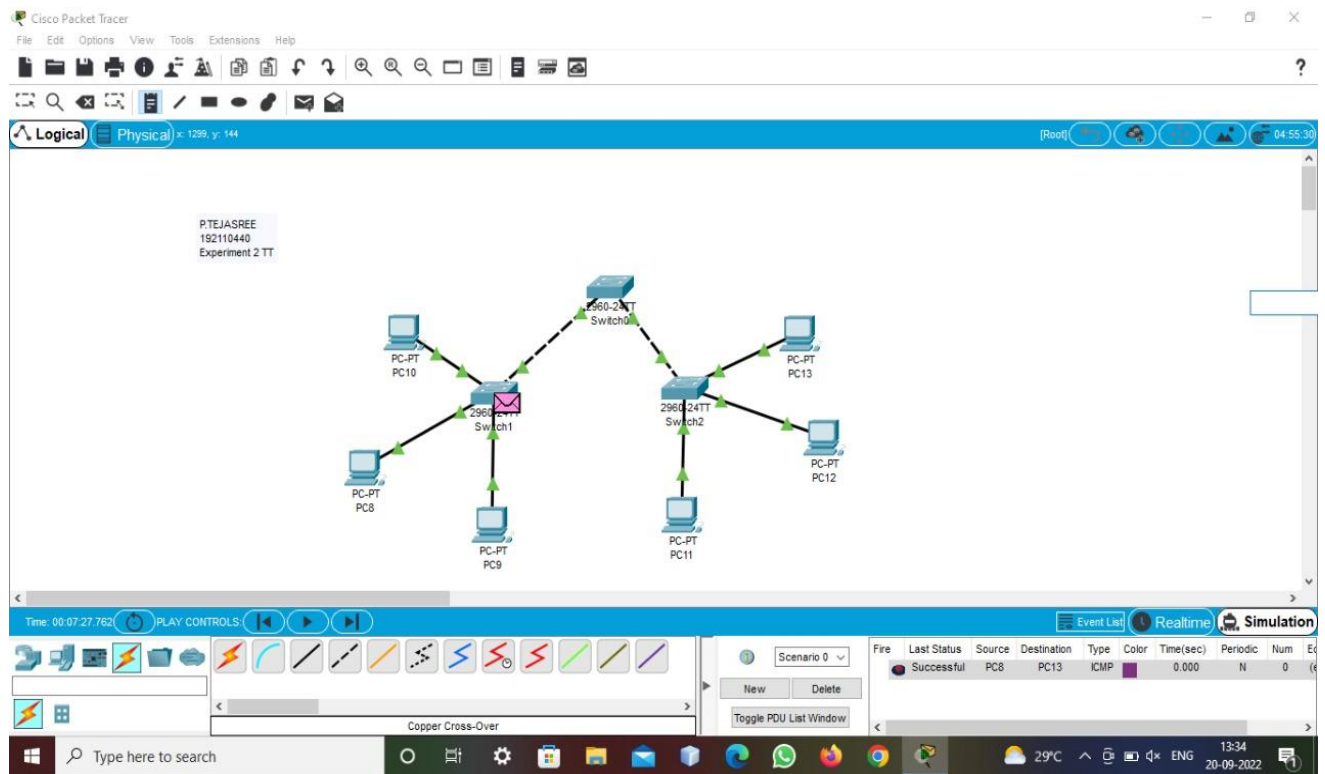 Cisco Packet Tracer
File Edit Options View Tools Extensions Help
?
Logical Physical x: 1299, y: 144 [Root] 04:55:30
P.TEJASREE
192110440
Experiment 2 TT
2960-24TT
Switch0
PC-PT
PC10
PC-PT
PC13
2960-24TT
Switch1
2960-24TT
Switch2
PC-PT
PC12
PC-PT
PC8
PC-PT
PC9
PC-PT
PC11
Time: 00:07:27.762 PLAY CONTROLS: Event List Realtime Simulation
Scenario 0
New Delete
Toggle PDU List Window
Fire Last Status Source Destination Type Color Time(sec) Periodic Num Ed
Successful PC8 PC13 ICMP 0.000 N 0 (e
Copper Cross-Over
Type here to search
29°C ENG 13:34
20-09-2022
1